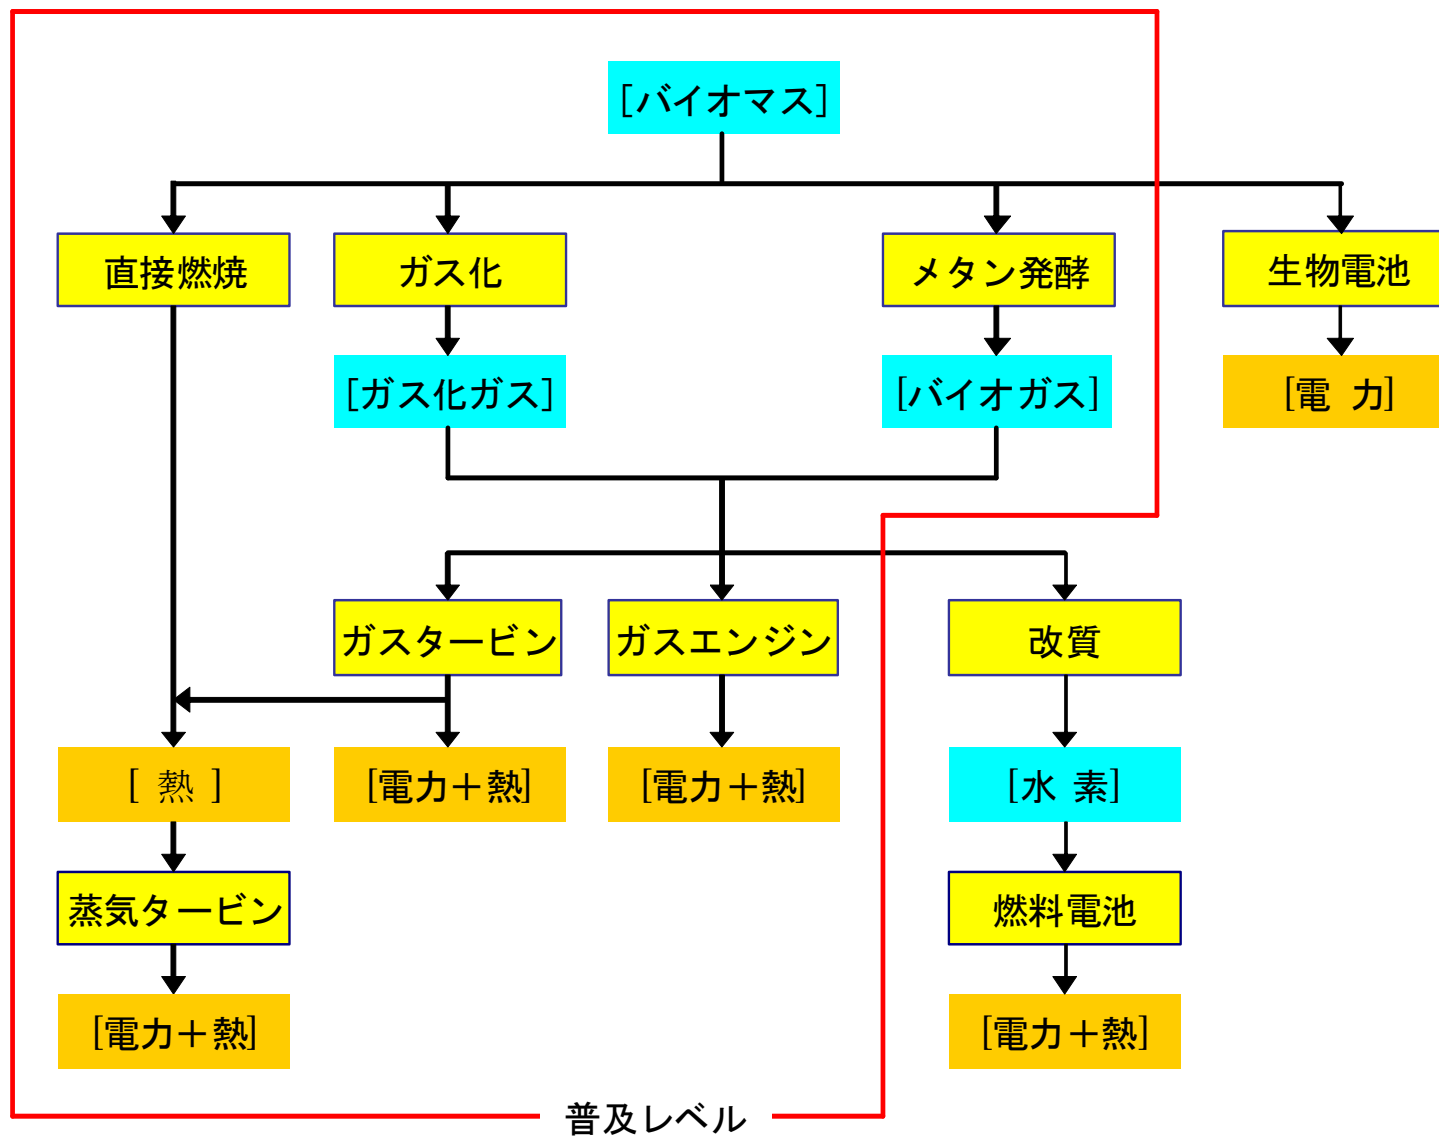 [バイオマス]
直接燃焼
ガス化
メタン発酵
生物電池
[ガス化ガス]
[バイオガス]
[電 力]
ガスタービン
ガスエンジン
改質
[ 熱 ]
[電力＋熱]
[電力＋熱]
[水 素]
蒸気タービン
燃料電池
[電力＋熱]
[電力＋熱]
普及レベル